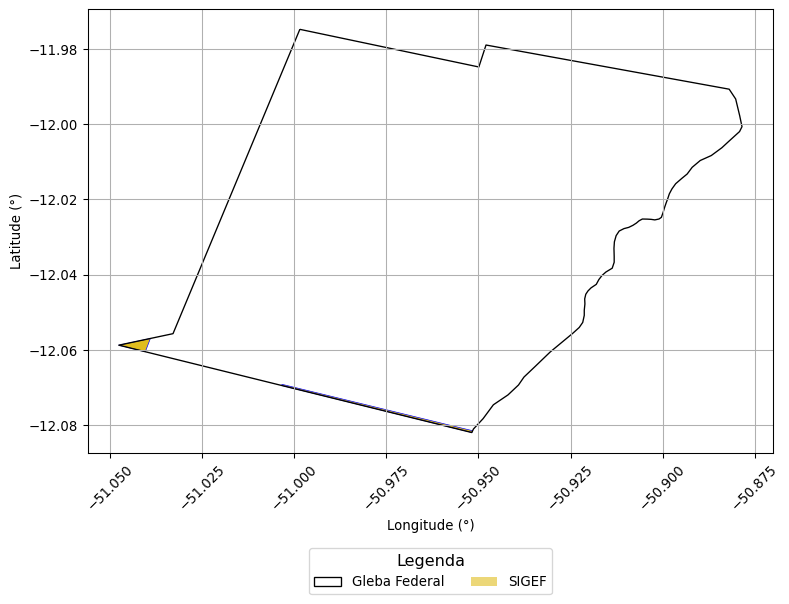 −11.98
−12.00
−12.02
−12.04
−12.06
−12.08
Latitude (°)
−51.050
−51.025
−51.000
−50.975
−50.950
−50.925
−50.900
−50.875
Longitude (°)
Legenda
Gleba Federal
SIGEF